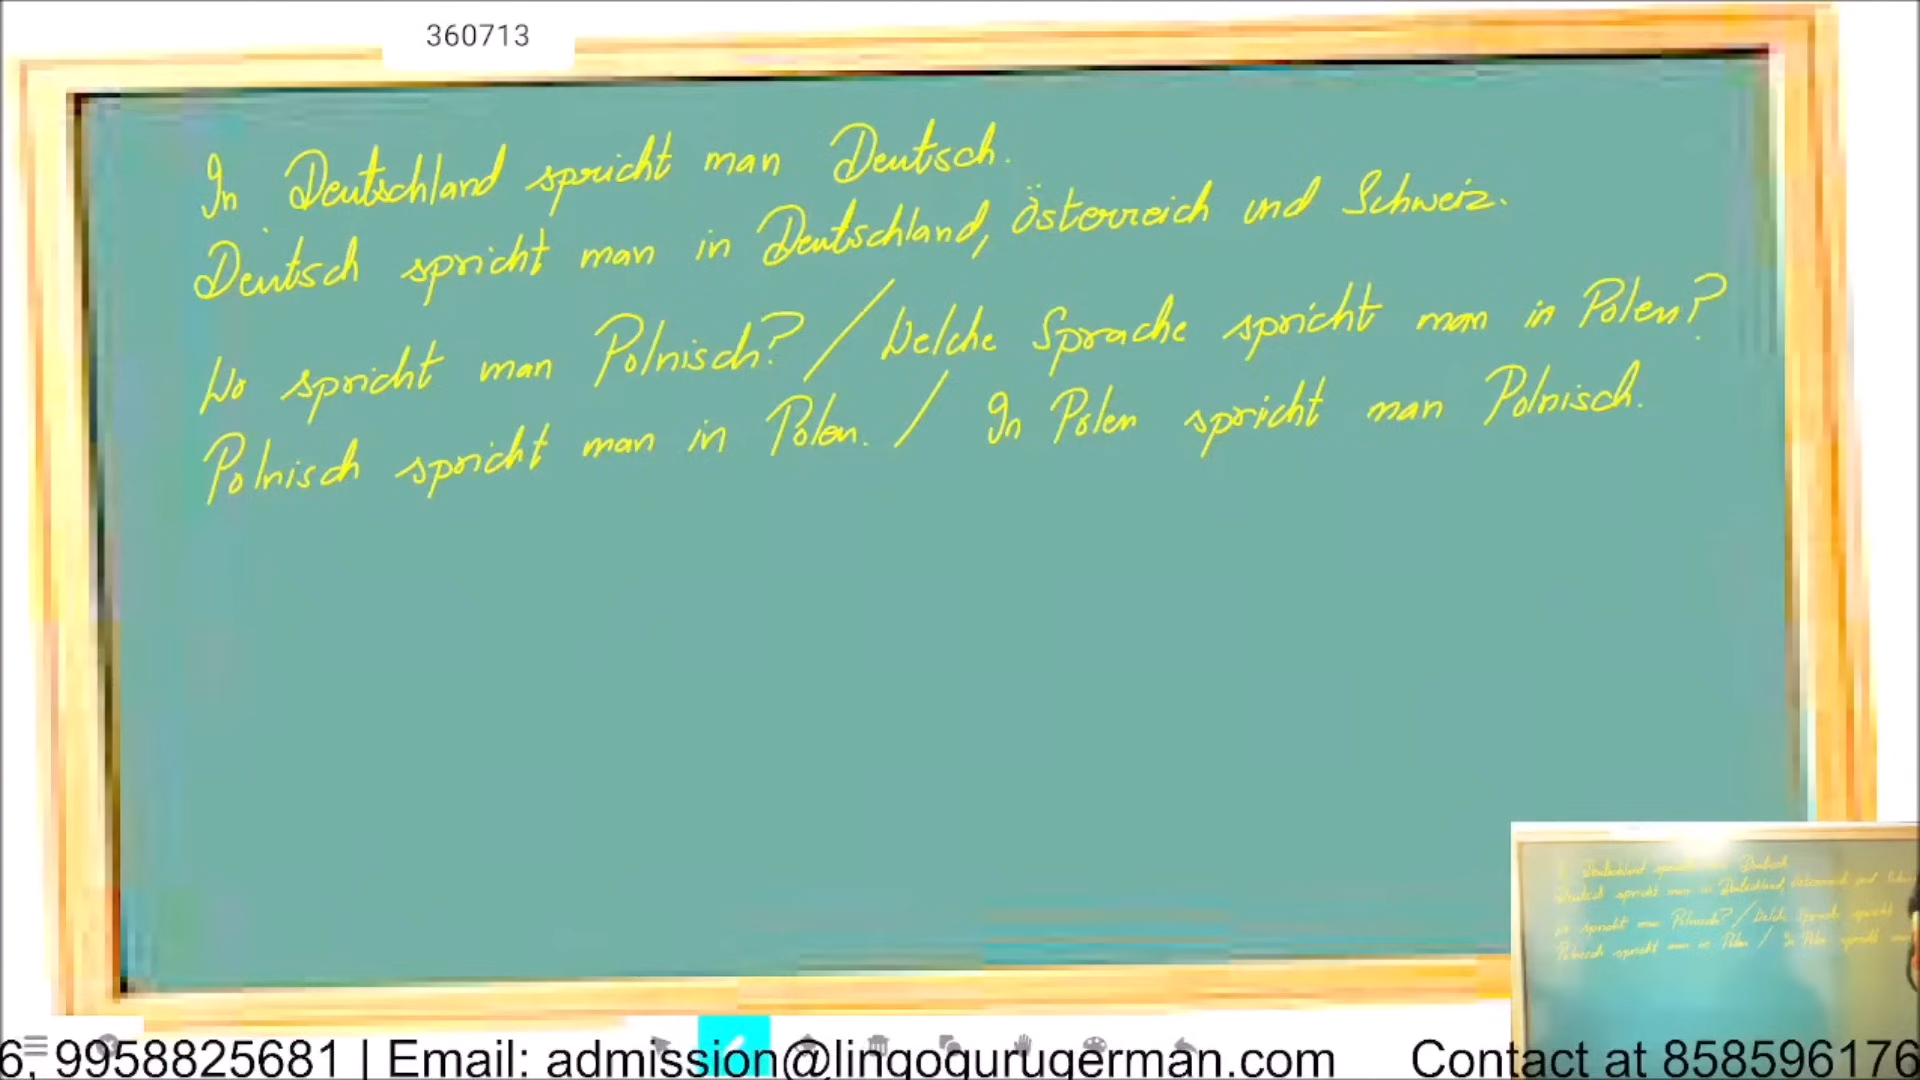 360713
In Deutschland spricht man Deutsch.
Deutsch spricht man in Deutschland, Österreich und Schweiz.
Wo spricht man Polnisch? / Welche Sprache spricht man in Polen?
Polnisch spricht man in Polen. / In Polen spricht man Polnisch.
6, 9958825681 | Email: admission@lingogurugerman.com Contact at 858596176